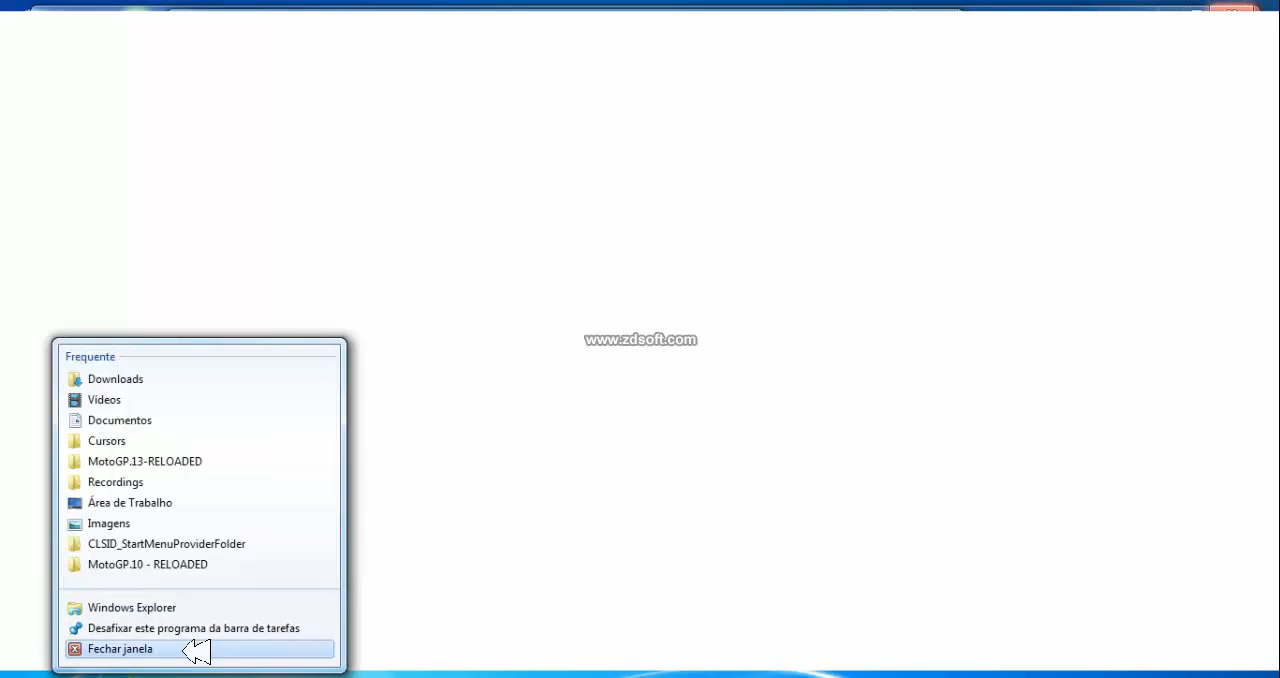 www.zdsoft.com
Frequente
Downloads
Vídeos
Documentos
Cursors
MotoGP.13-RELOADED
Recordings
Área de Trabalho
Imagens
CLSID_StartMenuProviderFolder
MotoGP.10 - RELOADED
Windows Explorer
Desafixar este programa da barra de tarefas
Fechar janela